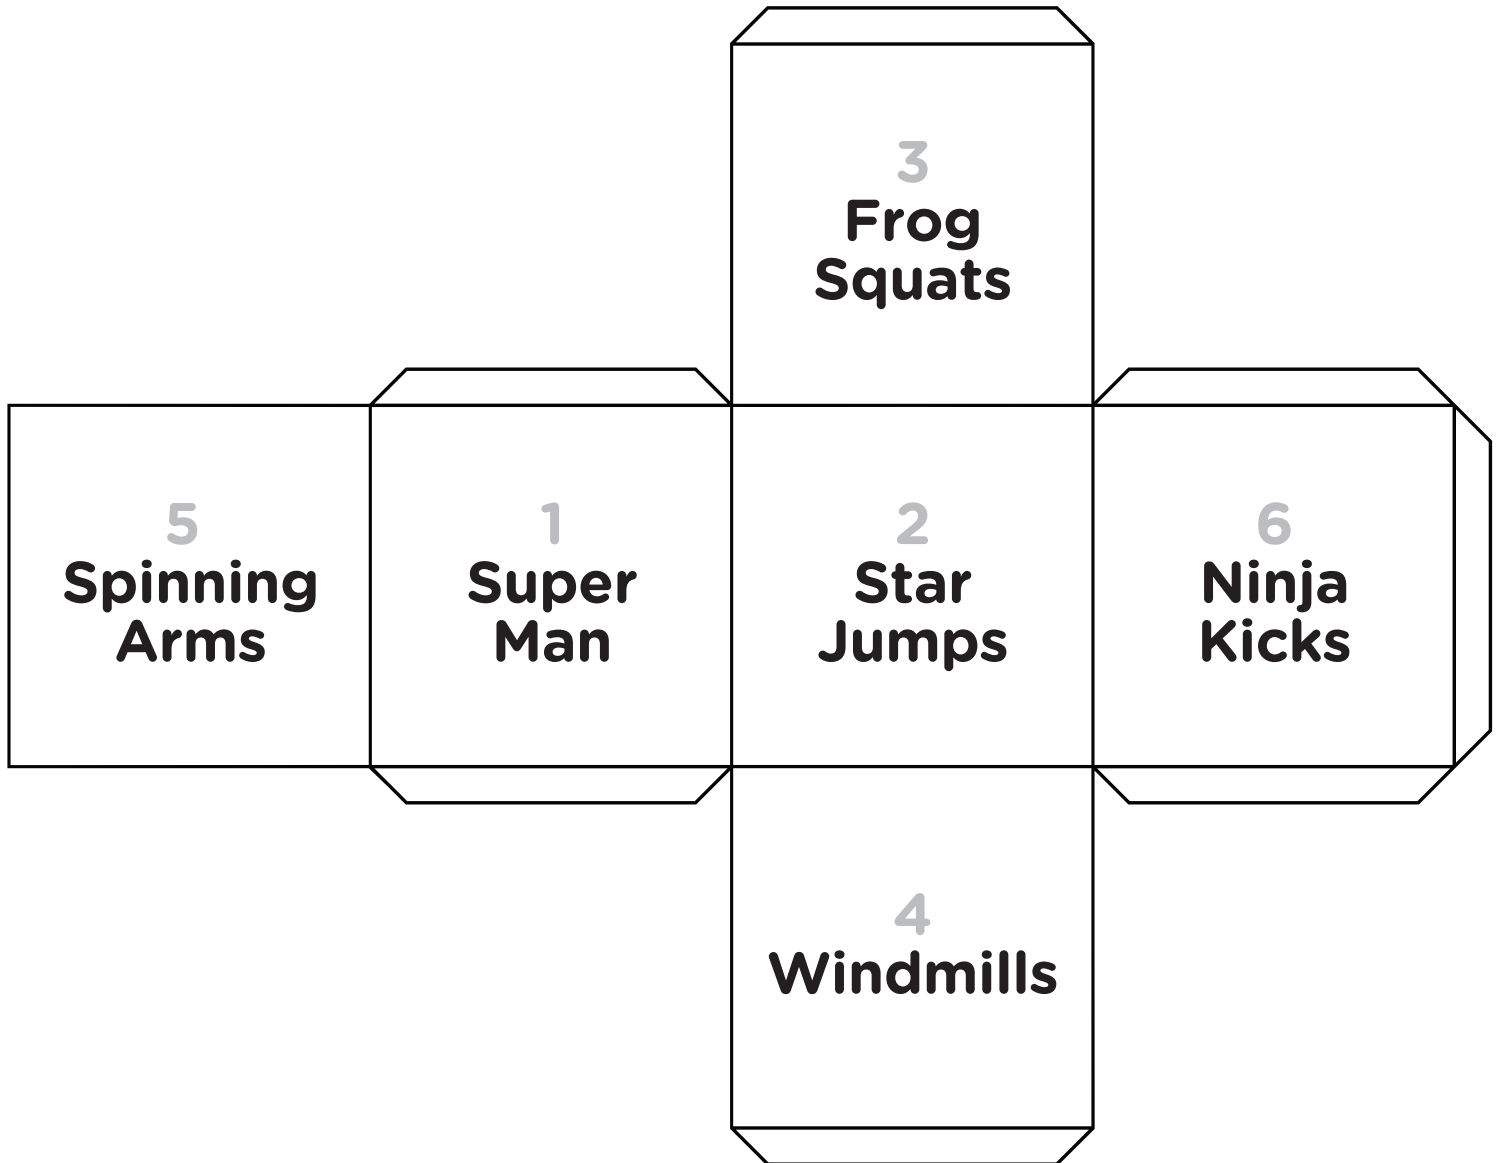 3
Frog
Squats
5
Spinning
Arms
1
Super
Man
2
Star
Jumps
6
Ninja
Kicks
4
Windmills